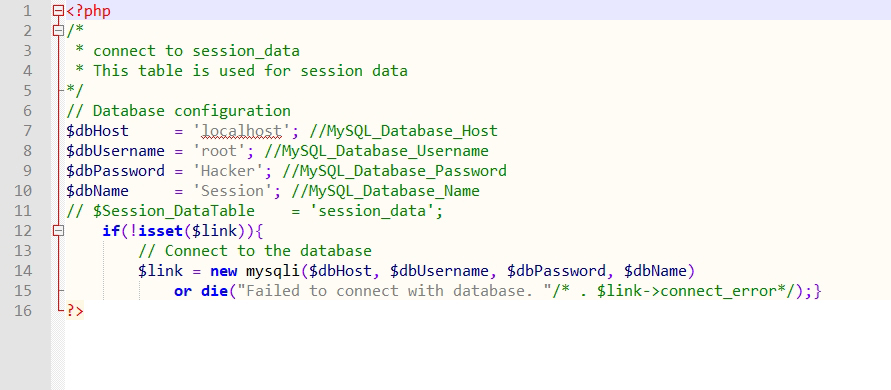 1 <?php
2 /*
3  * connect to session_data
4  * This table is used for session data
5 */
6 // Database configuration
7 $dbHost     = 'localhost'; //MySQL_Database_Host
8 $dbUsername = 'root'; //MySQL_Database_Username
9 $dbPassword = 'Hacker'; //MySQL_Database_Password
10 $dbName     = 'Session'; //MySQL_Database_Name
11 // $Session_DataTable    = 'session_data';
12     if(!isset($link)){
13         // Connect to the database
14         $link = new mysqli($dbHost, $dbUsername, $dbPassword, $dbName)
15             or die("Failed to connect with database. "/* . $link->connect_error*/);}
16 ?>